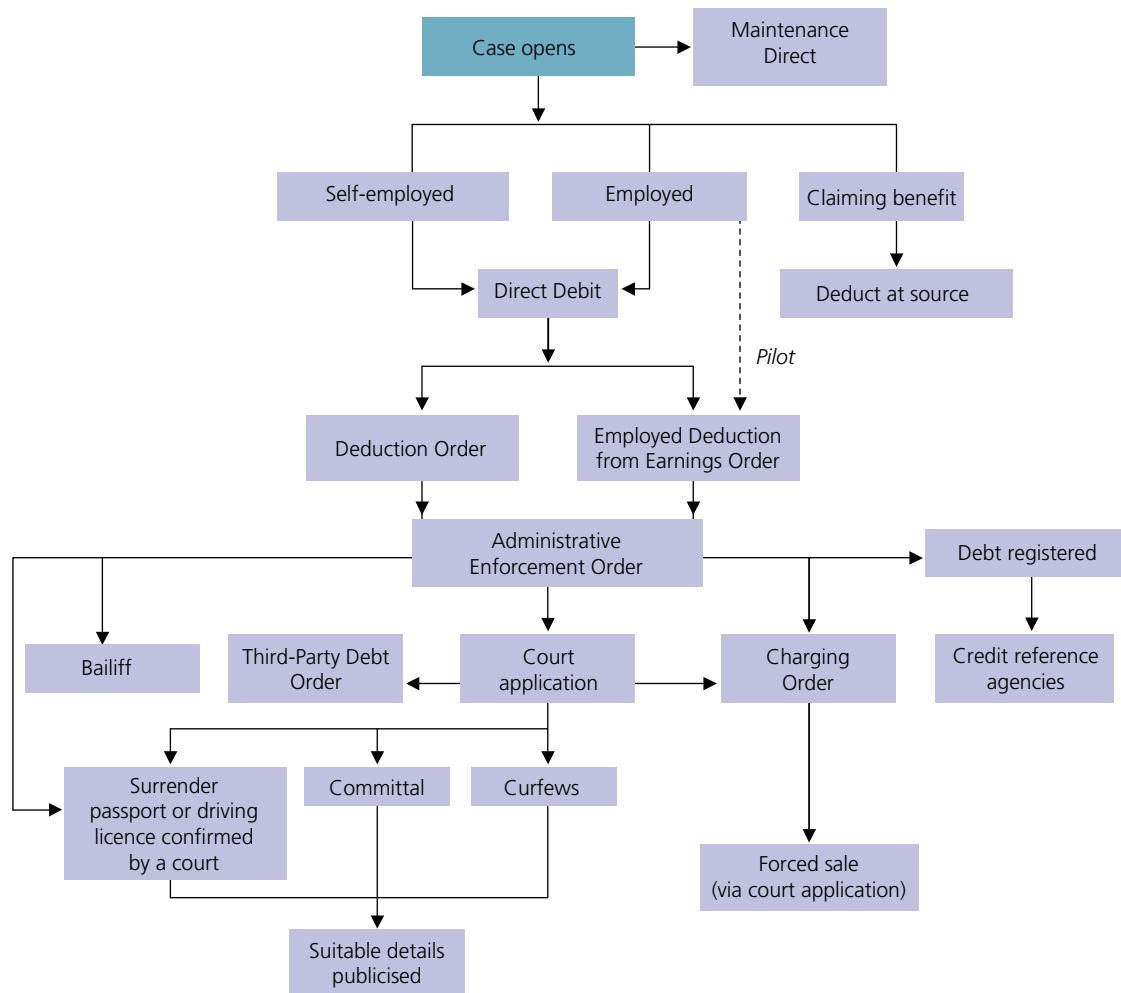 Case opens
Maintenance
Direct
Self-employed
Employed
Claiming benefit
Direct Debit
Deduct at source
Pilot
Deduction Order
Employed Deduction
from Earnings Order
Administrative
Enforcement Order
Debt registered
Bailiff
Third-Party Debt
Order
Court
application
Charging
Order
Credit reference
agencies
Surrender
passport or driving
licence confirmed
by a court
Committal
Curfews
Forced sale
(via court application)
Suitable details
publicised